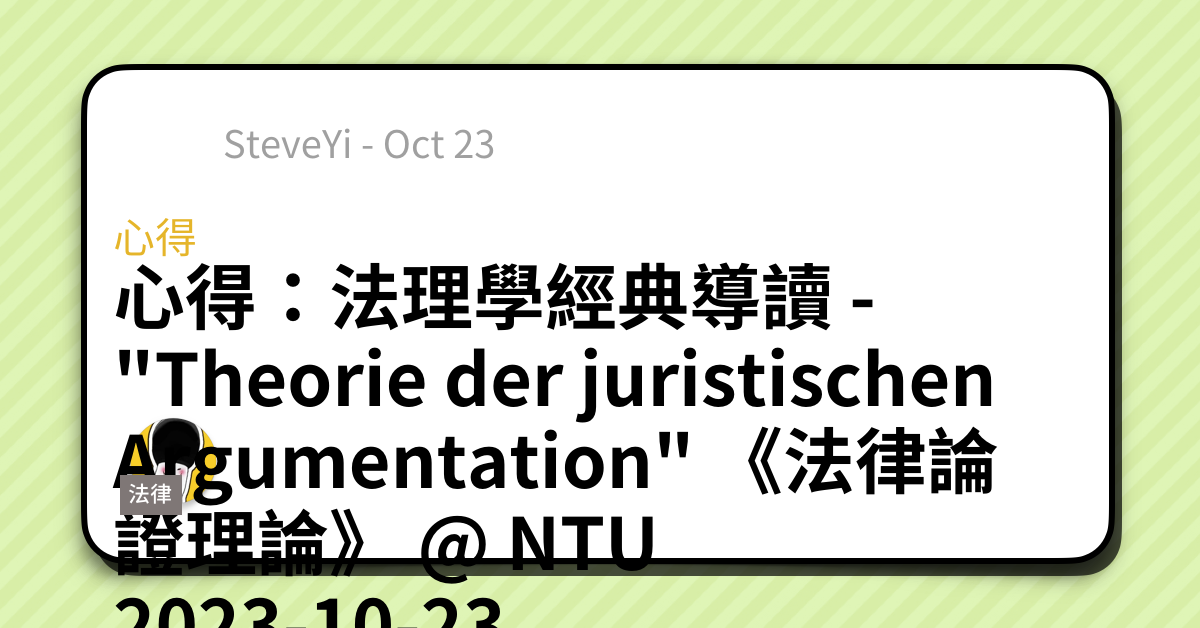 SteveYi - Oct 23
心得
心得：法理學經典導讀 -
"Theorie der juristischen
Argumentation" 《法律論
法律
證理論》 @ NTU
2023-10-23